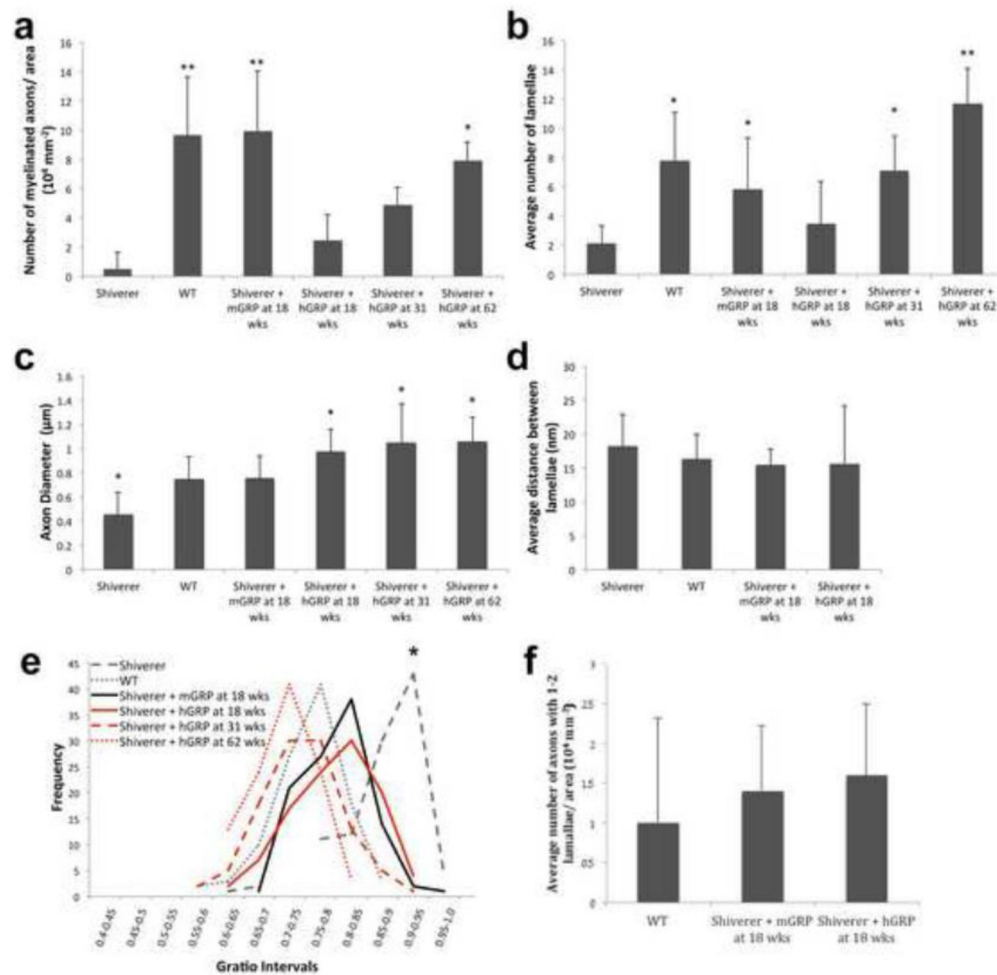 a
Number of myelinated axons/ area
(10⁴ mm⁻²)
16
14
12
10
8
6
4
2
0
**
**
*
Shiverer
WT
Shiverer +
mGRP at 18
wks
Shiverer +
hGRP at 18
wks
Shiverer +
hGRP at 31
wks
Shiverer +
hGRP at 62
wks
b
Average number of lamellae
16
14
12
10
8
6
4
2
0
*
*
*
**
Shiverer
WT
Shiverer +
mGRP at 18
wks
Shiverer +
hGRP at 18
wks
Shiverer +
hGRP at 31
wks
Shiverer +
hGRP at 62
wks
c
Axon Diameter (μm)
1.6
1.4
1.2
1
0.8
0.6
0.4
0.2
0
*
*
*
*
Shiverer
WT
Shiverer +
mGRP at 18
wks
Shiverer +
hGRP at 18
wks
Shiverer +
hGRP at 31
wks
Shiverer +
hGRP at 62
wks
d
Average distance between
lamellae (nm)
30
25
20
15
10
5
0
Shiverer
WT
Shiverer +
mGRP at 18
wks
Shiverer +
hGRP at 18
wks
e
Frequency
45
40
35
30
25
20
15
10
5
0
Shiverer
WT
Shiverer + mGRP at 18 wks
Shiverer + hGRP at 18 wks
Shiverer + hGRP at 31 wks
Shiverer + hGRP at 62 wks
*
0.4-0.45
0.45-0.5
0.5-0.55
0.55-0.6
0.6-0.65
0.65-0.7
0.7-0.75
0.75-0.8
0.8-0.85
0.85-0.9
0.9-0.95
0.95-1.0
Gratio Intervals
f
Average number of axons with 1-2
lamallae/ area (10⁴ mm⁻²)
3
2.5
2
1.5
1
05
0
WT
Shiverer + mGRP
at 18 wks
Shiverer + hGRP
at 18 wks